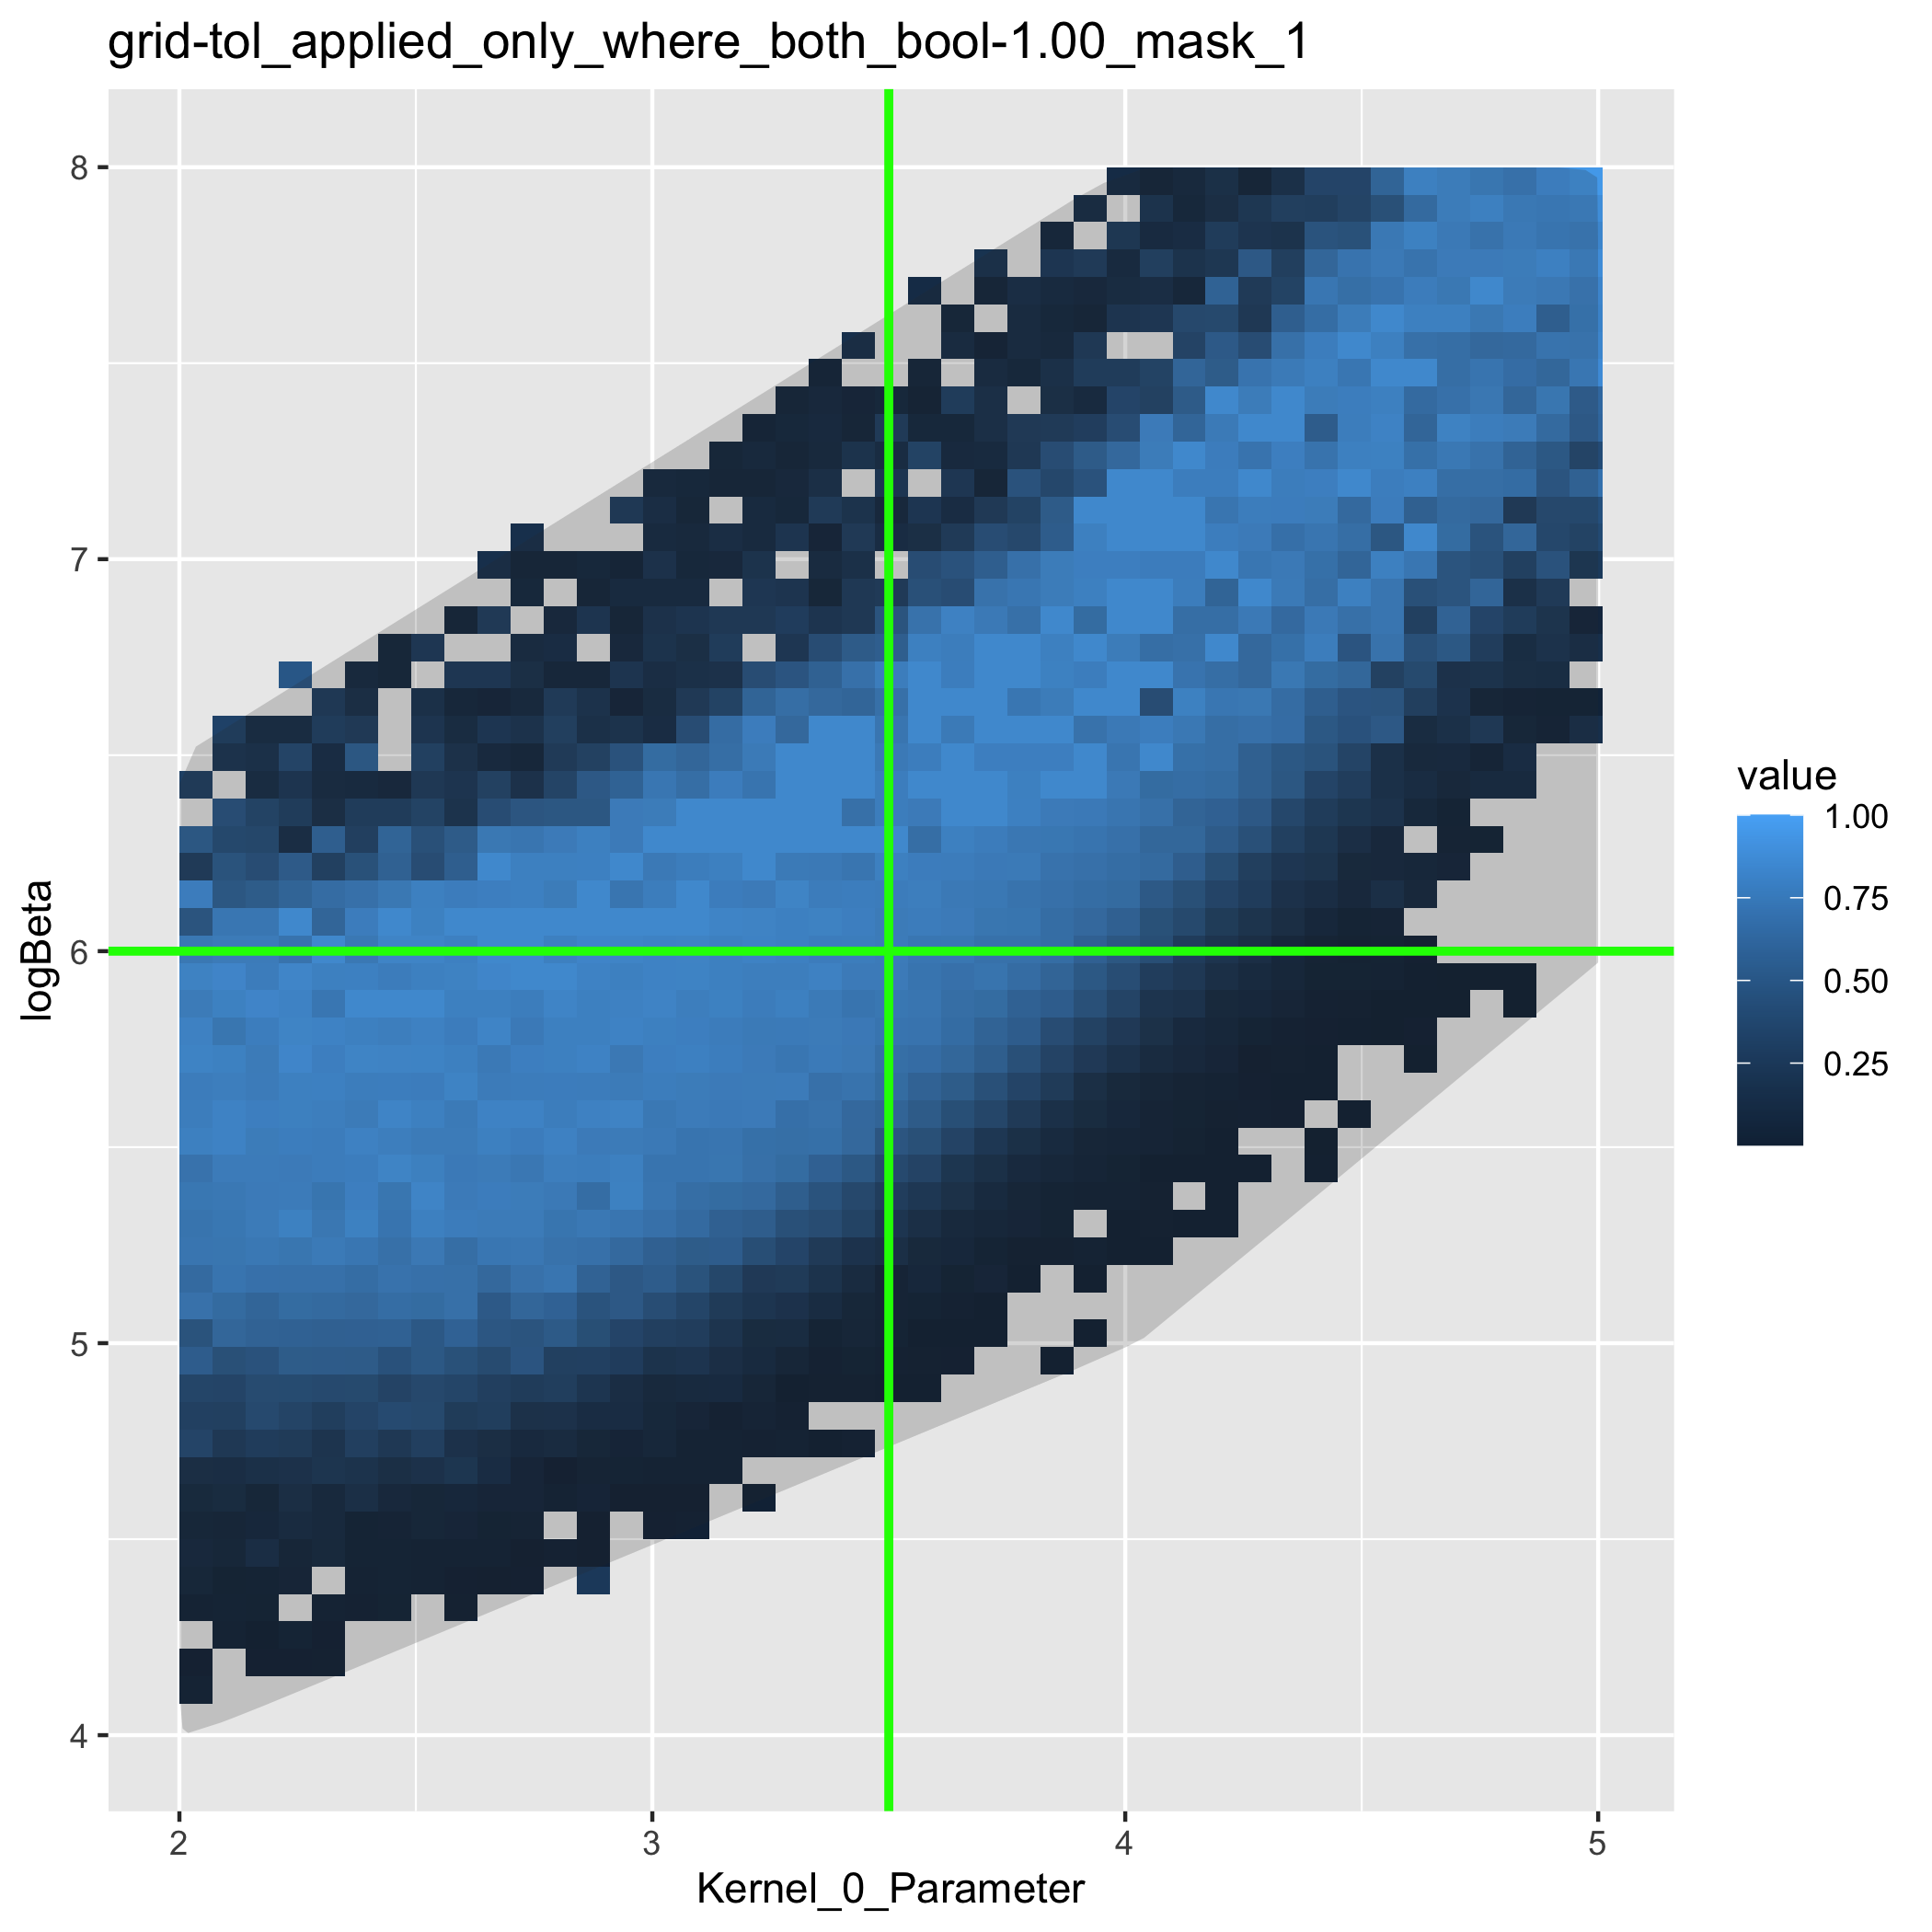 grid-tol_applied_only_where_both_bool-1.00_mask_1
8
7
6
5
4
logBeta
2 3 4 5
Kernel_0_Parameter
value
1.00
0.75
0.50
0.25